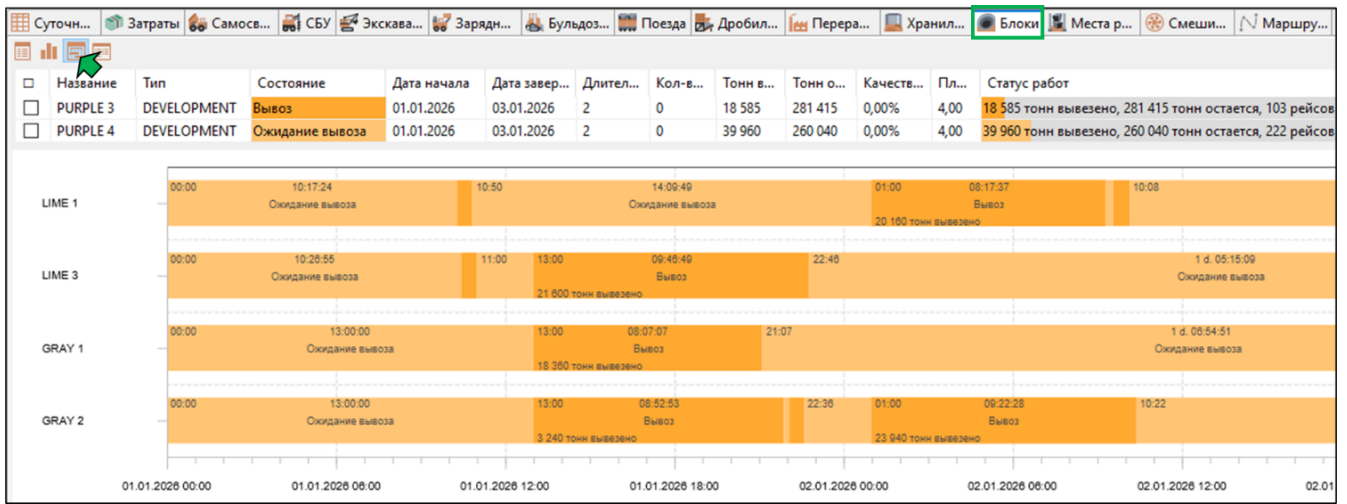 Суточн... Затраты Самосв... СБУ Экскава... Зарядн... Бульдоз... Поезда Дробил... Перера... Хранил... Блоки Места р... Смеши... Маршру...
Название Тип Состояние Дата начала Дата завер... Длител... Кол-в... Тонн в... Тонн о... Качеств... Пл... Статус работ
PURPLE 3 DEVELOPMENT Вывоз 01.01.2026 03.01.2026 2 0 18 585 281 415 0,00% 4,00 18 585 тонн вывезено, 281 415 тонн остается, 103 рейсов
PURPLE 4 DEVELOPMENT Ожидание вывоза 01.01.2026 03.01.2026 2 0 39 960 260 040 0,00% 4,00 39 960 тонн вывезено, 260 040 тонн остается, 222 рейсов
00:00 10:17:24 10:50 14:09:49 01:00 08:17:37 10:08
LIME 1 Ожидание вывоза Ожидание вывоза Вывоз
20 160 тонн вывезено
00:00 10:26:55 11:00 13:00 09:46:49 22:46 1 d. 05:15:09
LIME 3 Ожидание вывоза Вывоз Ожидание вывоза
21 600 тонн вывезено
00:00 13:00:00 13:00 08:07:07 21:07 1 d. 06:54:51
GRAY 1 Ожидание вывоза Вывоз Ожидание вывоза
18 360 тонн вывезено
00:00 13:00:00 13:00 08:52:53 22:36 01:00 09:22:28 10:22
GRAY 2 Ожидание вывоза Вывоз Вывоз
3 240 тонн вывезено 23 940 тонн вывезено
01.01.2026 00:00 01.01.2026 06:00 01.01.2026 12:00 01.01.2026 18:00 02.01.2026 00:00 02.01.2026 06:00 02.01.2026 12:00 02.01